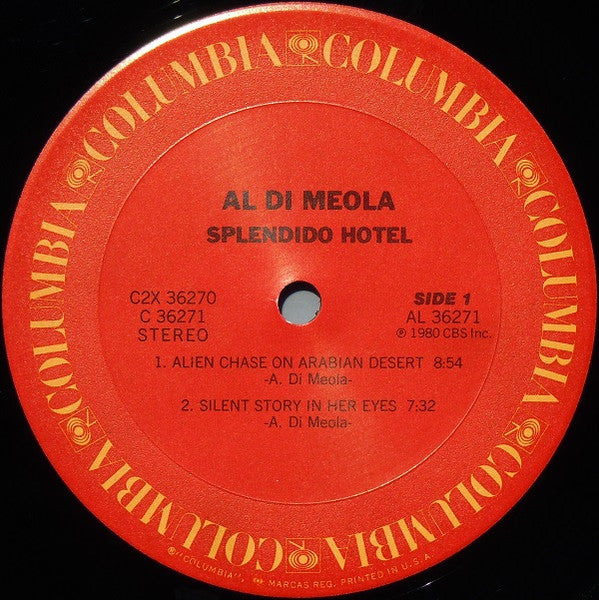 COLUMBIA COLUMBIA COLUMBIA COLUMBIA COLUMBIA COLUMBIA
AL DI MEOLA
SPLENDIDO HOTEL
C2X 36270
C 36271
STEREO
SIDE 1
AL 36271
℗ 1980 CBS Inc.
1. ALIEN CHASE ON ARABIAN DESERT 8:54
-A. Di Meola-
2. SILENT STORY IN HER EYES 7:32
-A. Di Meola-
®"COLUMBIA", MARCAS REG. PRINTED IN U.S.A.